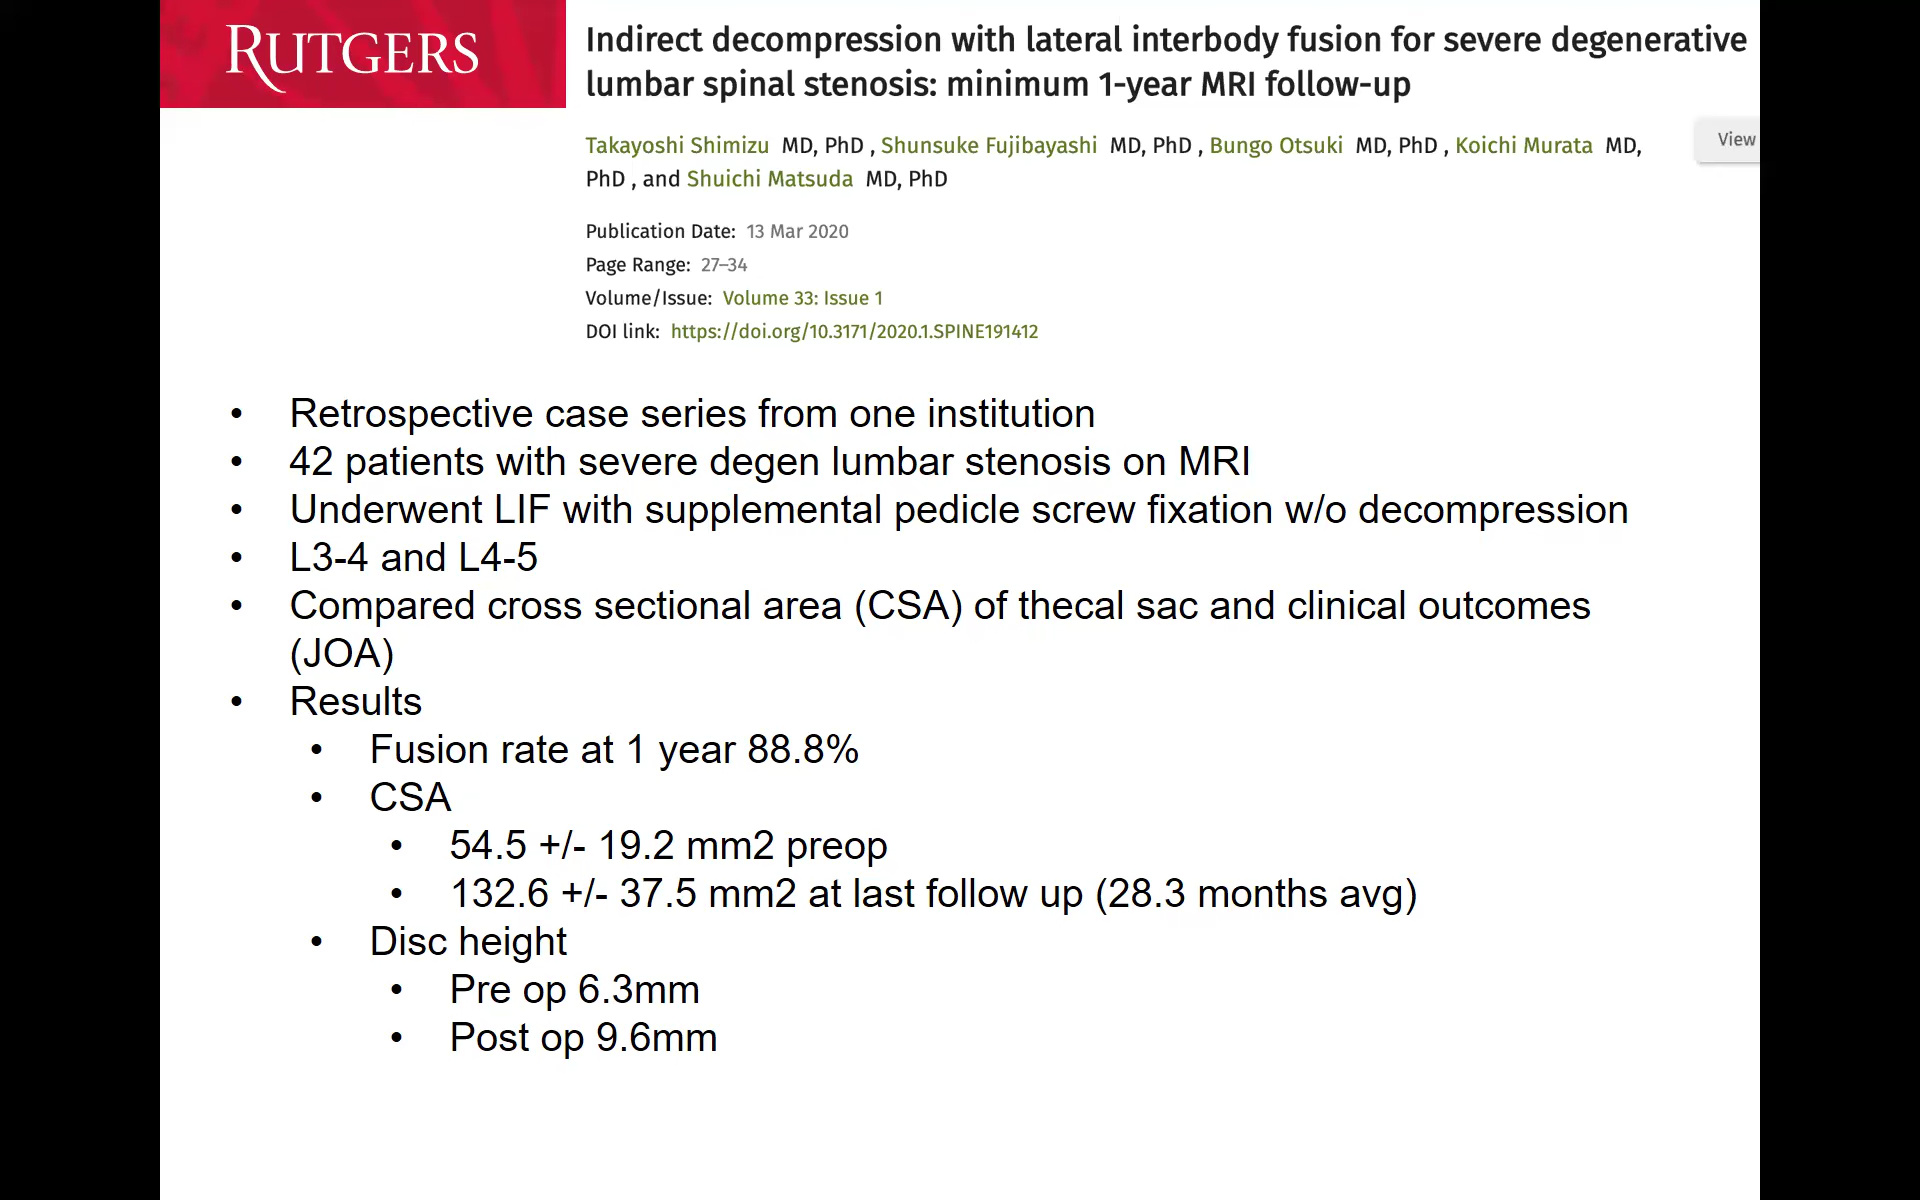 RUTGERS
Indirect decompression with lateral interbody fusion for severe degenerative
lumbar spinal stenosis: minimum 1-year MRI follow-up
Takayoshi Shimizu MD, PhD , Shunsuke Fujibayashi MD, PhD , Bungo Otsuki MD, PhD , Koichi Murata MD,
PhD , and Shuichi Matsuda MD, PhD
View
Publication Date: 13 Mar 2020
Page Range: 27–34
Volume/Issue: Volume 33: Issue 1
DOI link: https://doi.org/10.3171/2020.1.SPINE191412
• Retrospective case series from one institution
• 42 patients with severe degen lumbar stenosis on MRI
• Underwent LIF with supplemental pedicle screw fixation w/o decompression
• L3-4 and L4-5
• Compared cross sectional area (CSA) of thecal sac and clinical outcomes
(JOA)
• Results
• Fusion rate at 1 year 88.8%
• CSA
• 54.5 +/- 19.2 mm2 preop
• 132.6 +/- 37.5 mm2 at last follow up (28.3 months avg)
• Disc height
• Pre op 6.3mm
• Post op 9.6mm